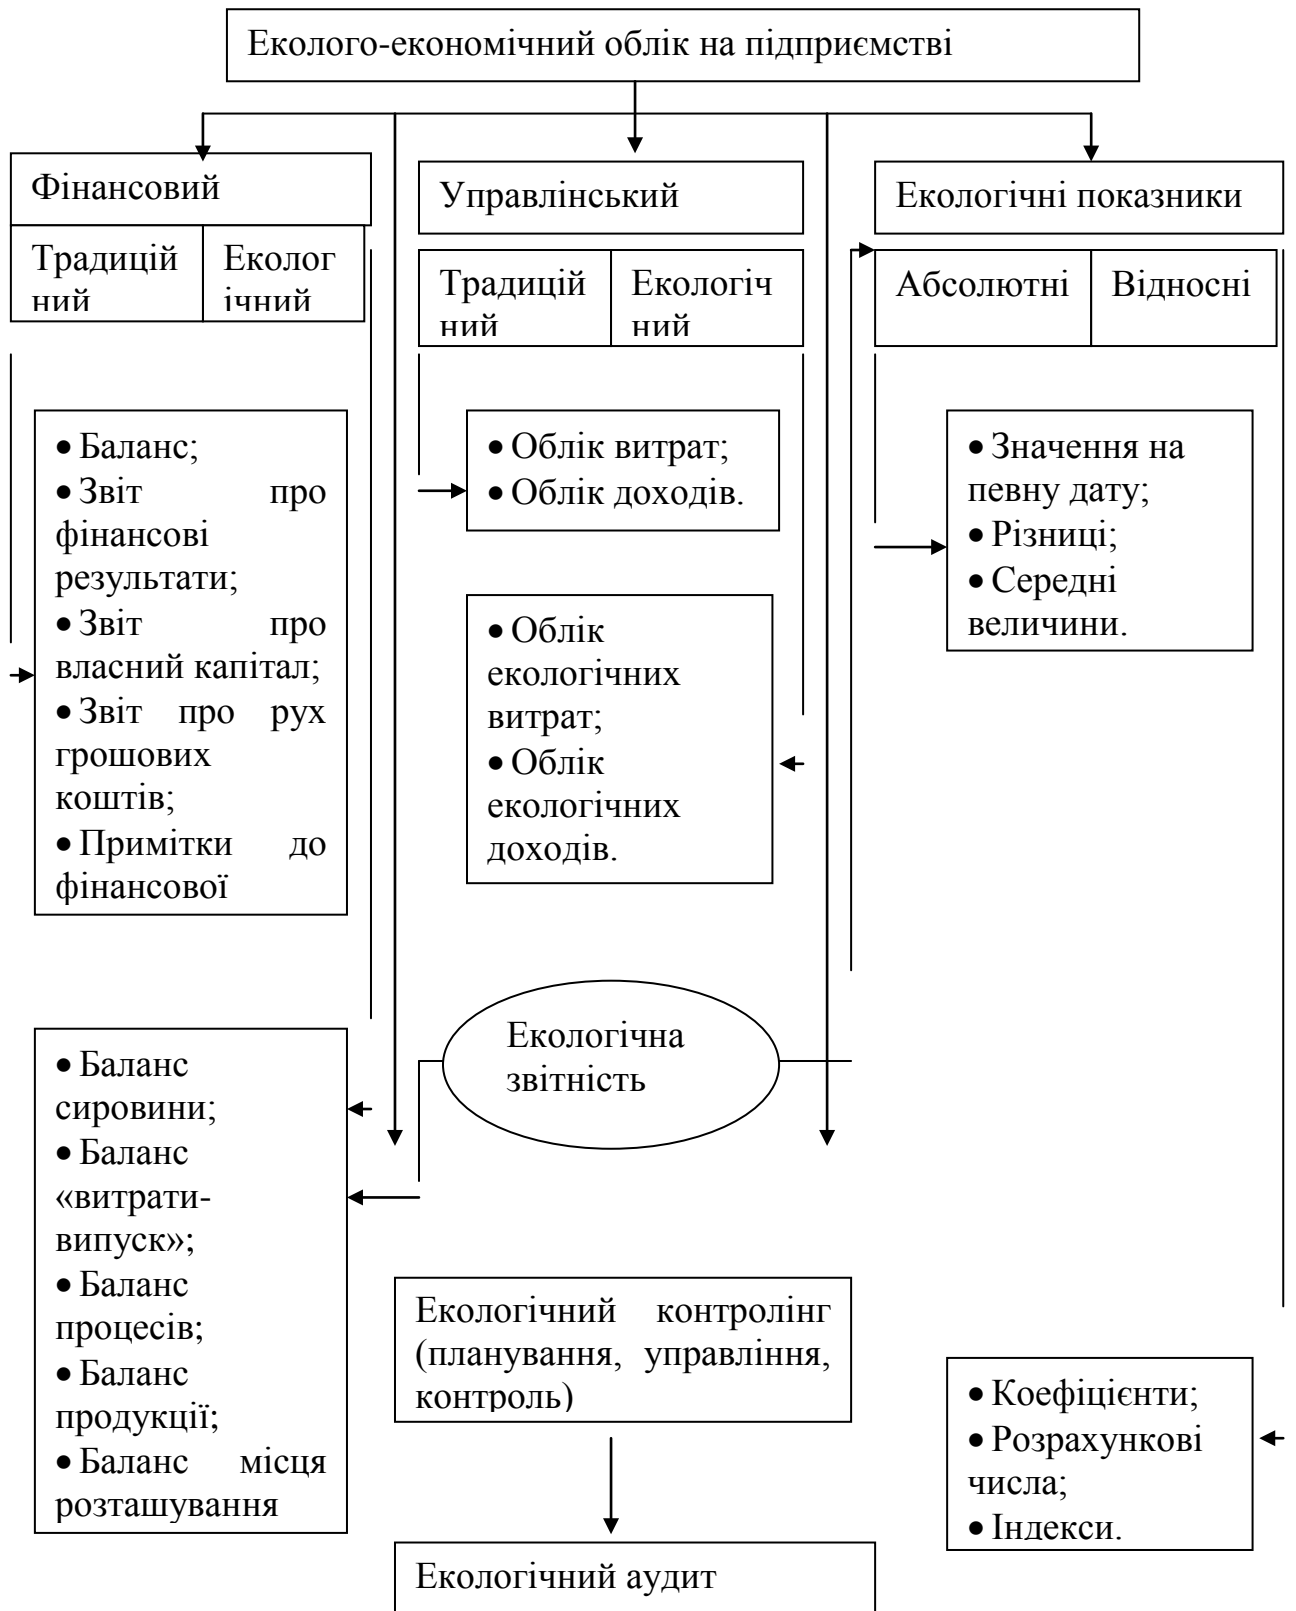 Еколого-економічний облік на підприємстві
Фінансовий
Традицій
ний
Еколог
ічний
Управлінський
Традицій
ний
Екологіч
ний
Екологічні показники
Абсолютні
Відносні
• Баланс;
• Звіт про
фінансові
результати;
• Звіт про
власний капітал;
• Звіт про рух
грошових
коштів;
• Примітки до
фінансової
• Облік витрат;
• Облік доходів.
• Облік
екологічних
витрат;
• Облік
екологічних
доходів.
• Значення на
певну дату;
• Різниці;
• Середні
величини.
Екологічна
звітність
• Баланс
сировини;
• Баланс
«витрати-
випуск»;
• Баланс
процесів;
• Баланс
продукції;
• Баланс місця
розташування
Екологічний контролінг
(планування, управління,
контроль)
• Коефіцієнти;
• Розрахункові
числа;
• Індекси.
Екологічний аудит